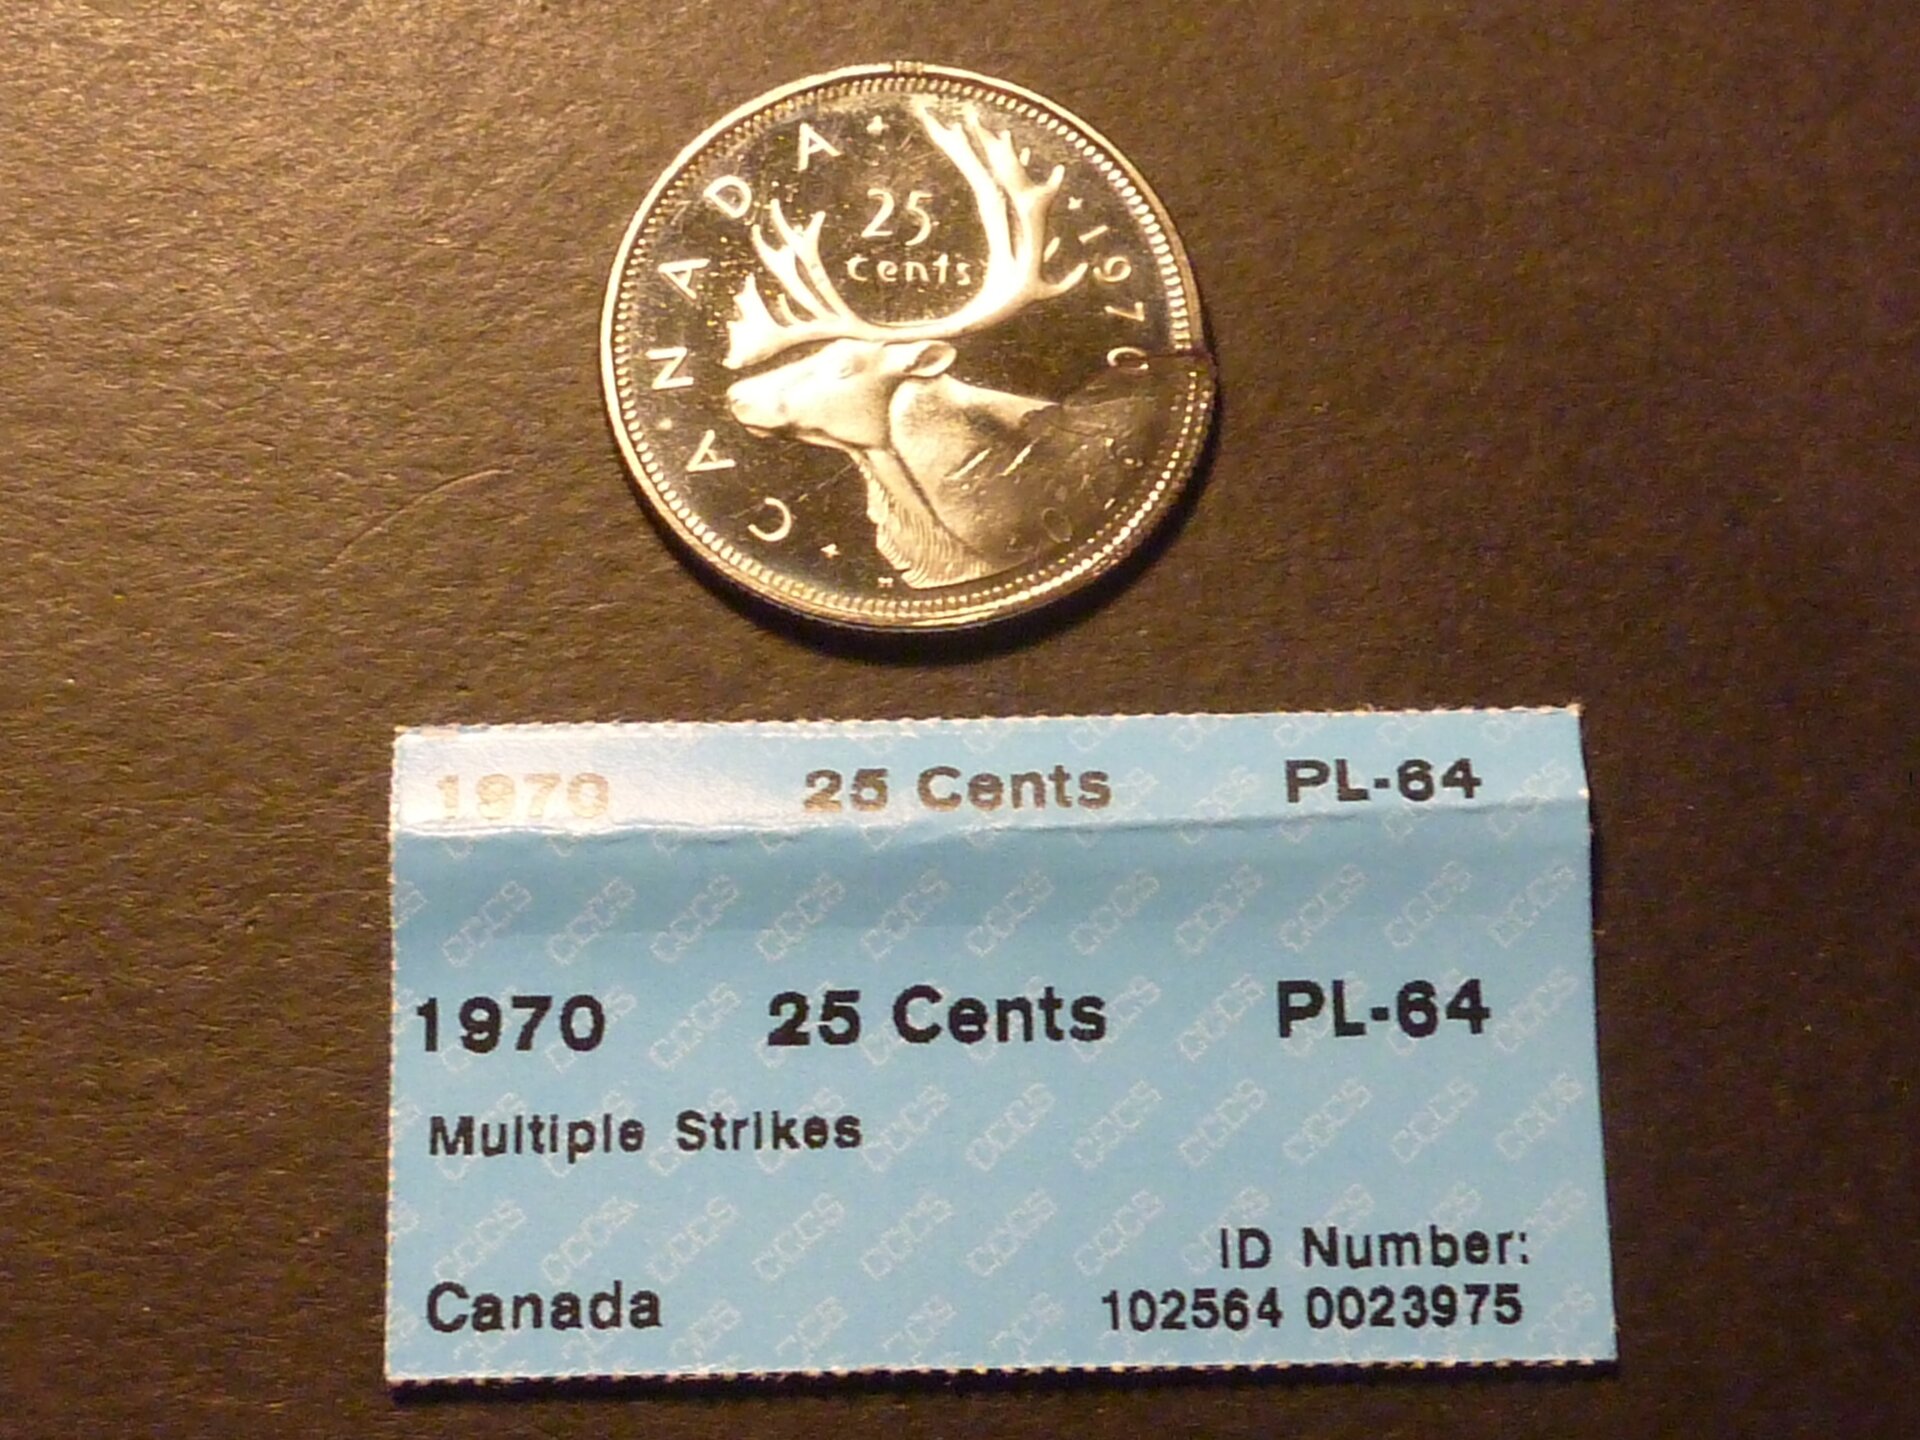 CANADA
25
cents
1970
1970 25 Cents PL-64
1970 25 Cents PL-64
Multiple Strikes
ID Number:
Canada 102564 0023975